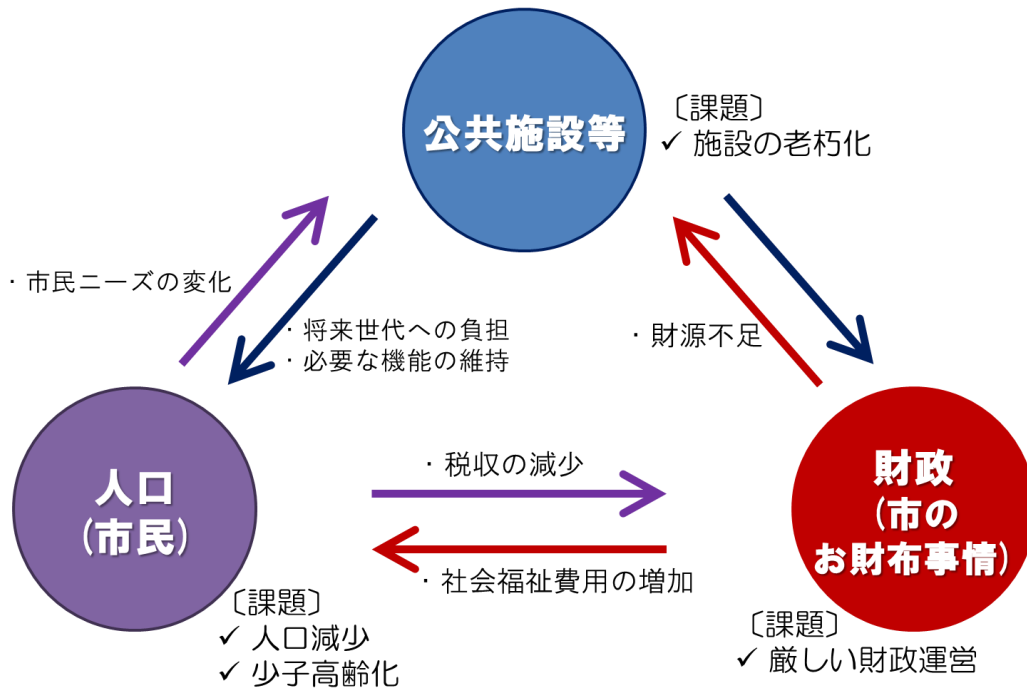 公共施設等
〔課題〕
✓ 施設の老朽化
・市民ニーズの変化
・将来世代への負担
・必要な機能の維持
・財源不足
人口
(市民)
・税収の減少
財政
(市の
お財布事情)
・社会福祉費用の増加
〔課題〕
✓ 人口減少
✓ 少子高齢化
〔課題〕
✓ 厳しい財政運営